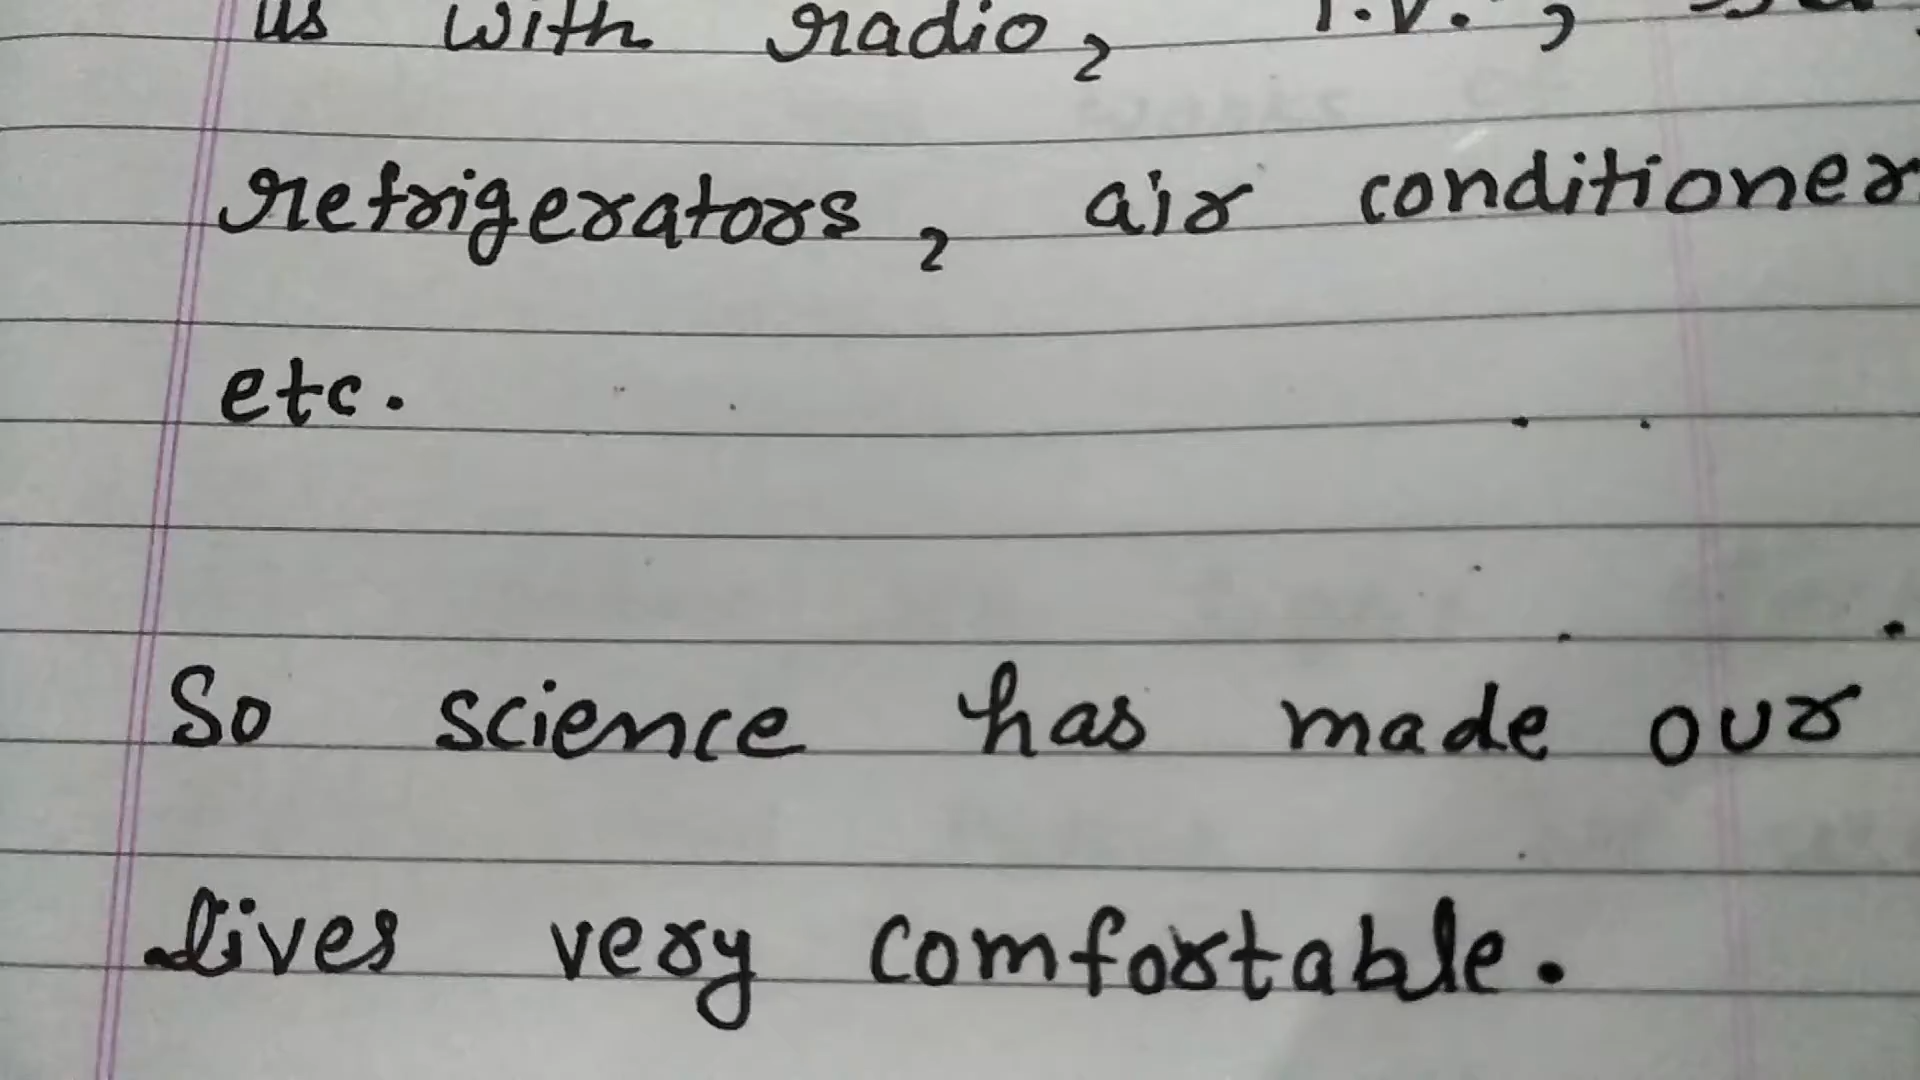 us with radio, T.V.,
refrigerators, air conditioner
etc.
So science has made our
lives very comfortable.